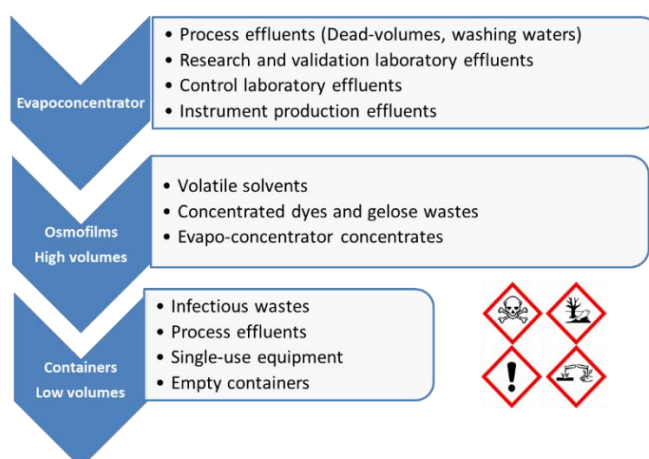 Evapoconcentrator
• Process effluents (Dead-volumes, washing waters)
• Research and validation laboratory effluents
• Control laboratory effluents
• Instrument production effluents
Osmofilms
High volumes
• Volatile solvents
• Concentrated dyes and gelose wastes
• Evapo-concentrator concentrates
Containers
Low volumes
• Infectious wastes
• Process effluents
• Single-use equipment
• Empty containers